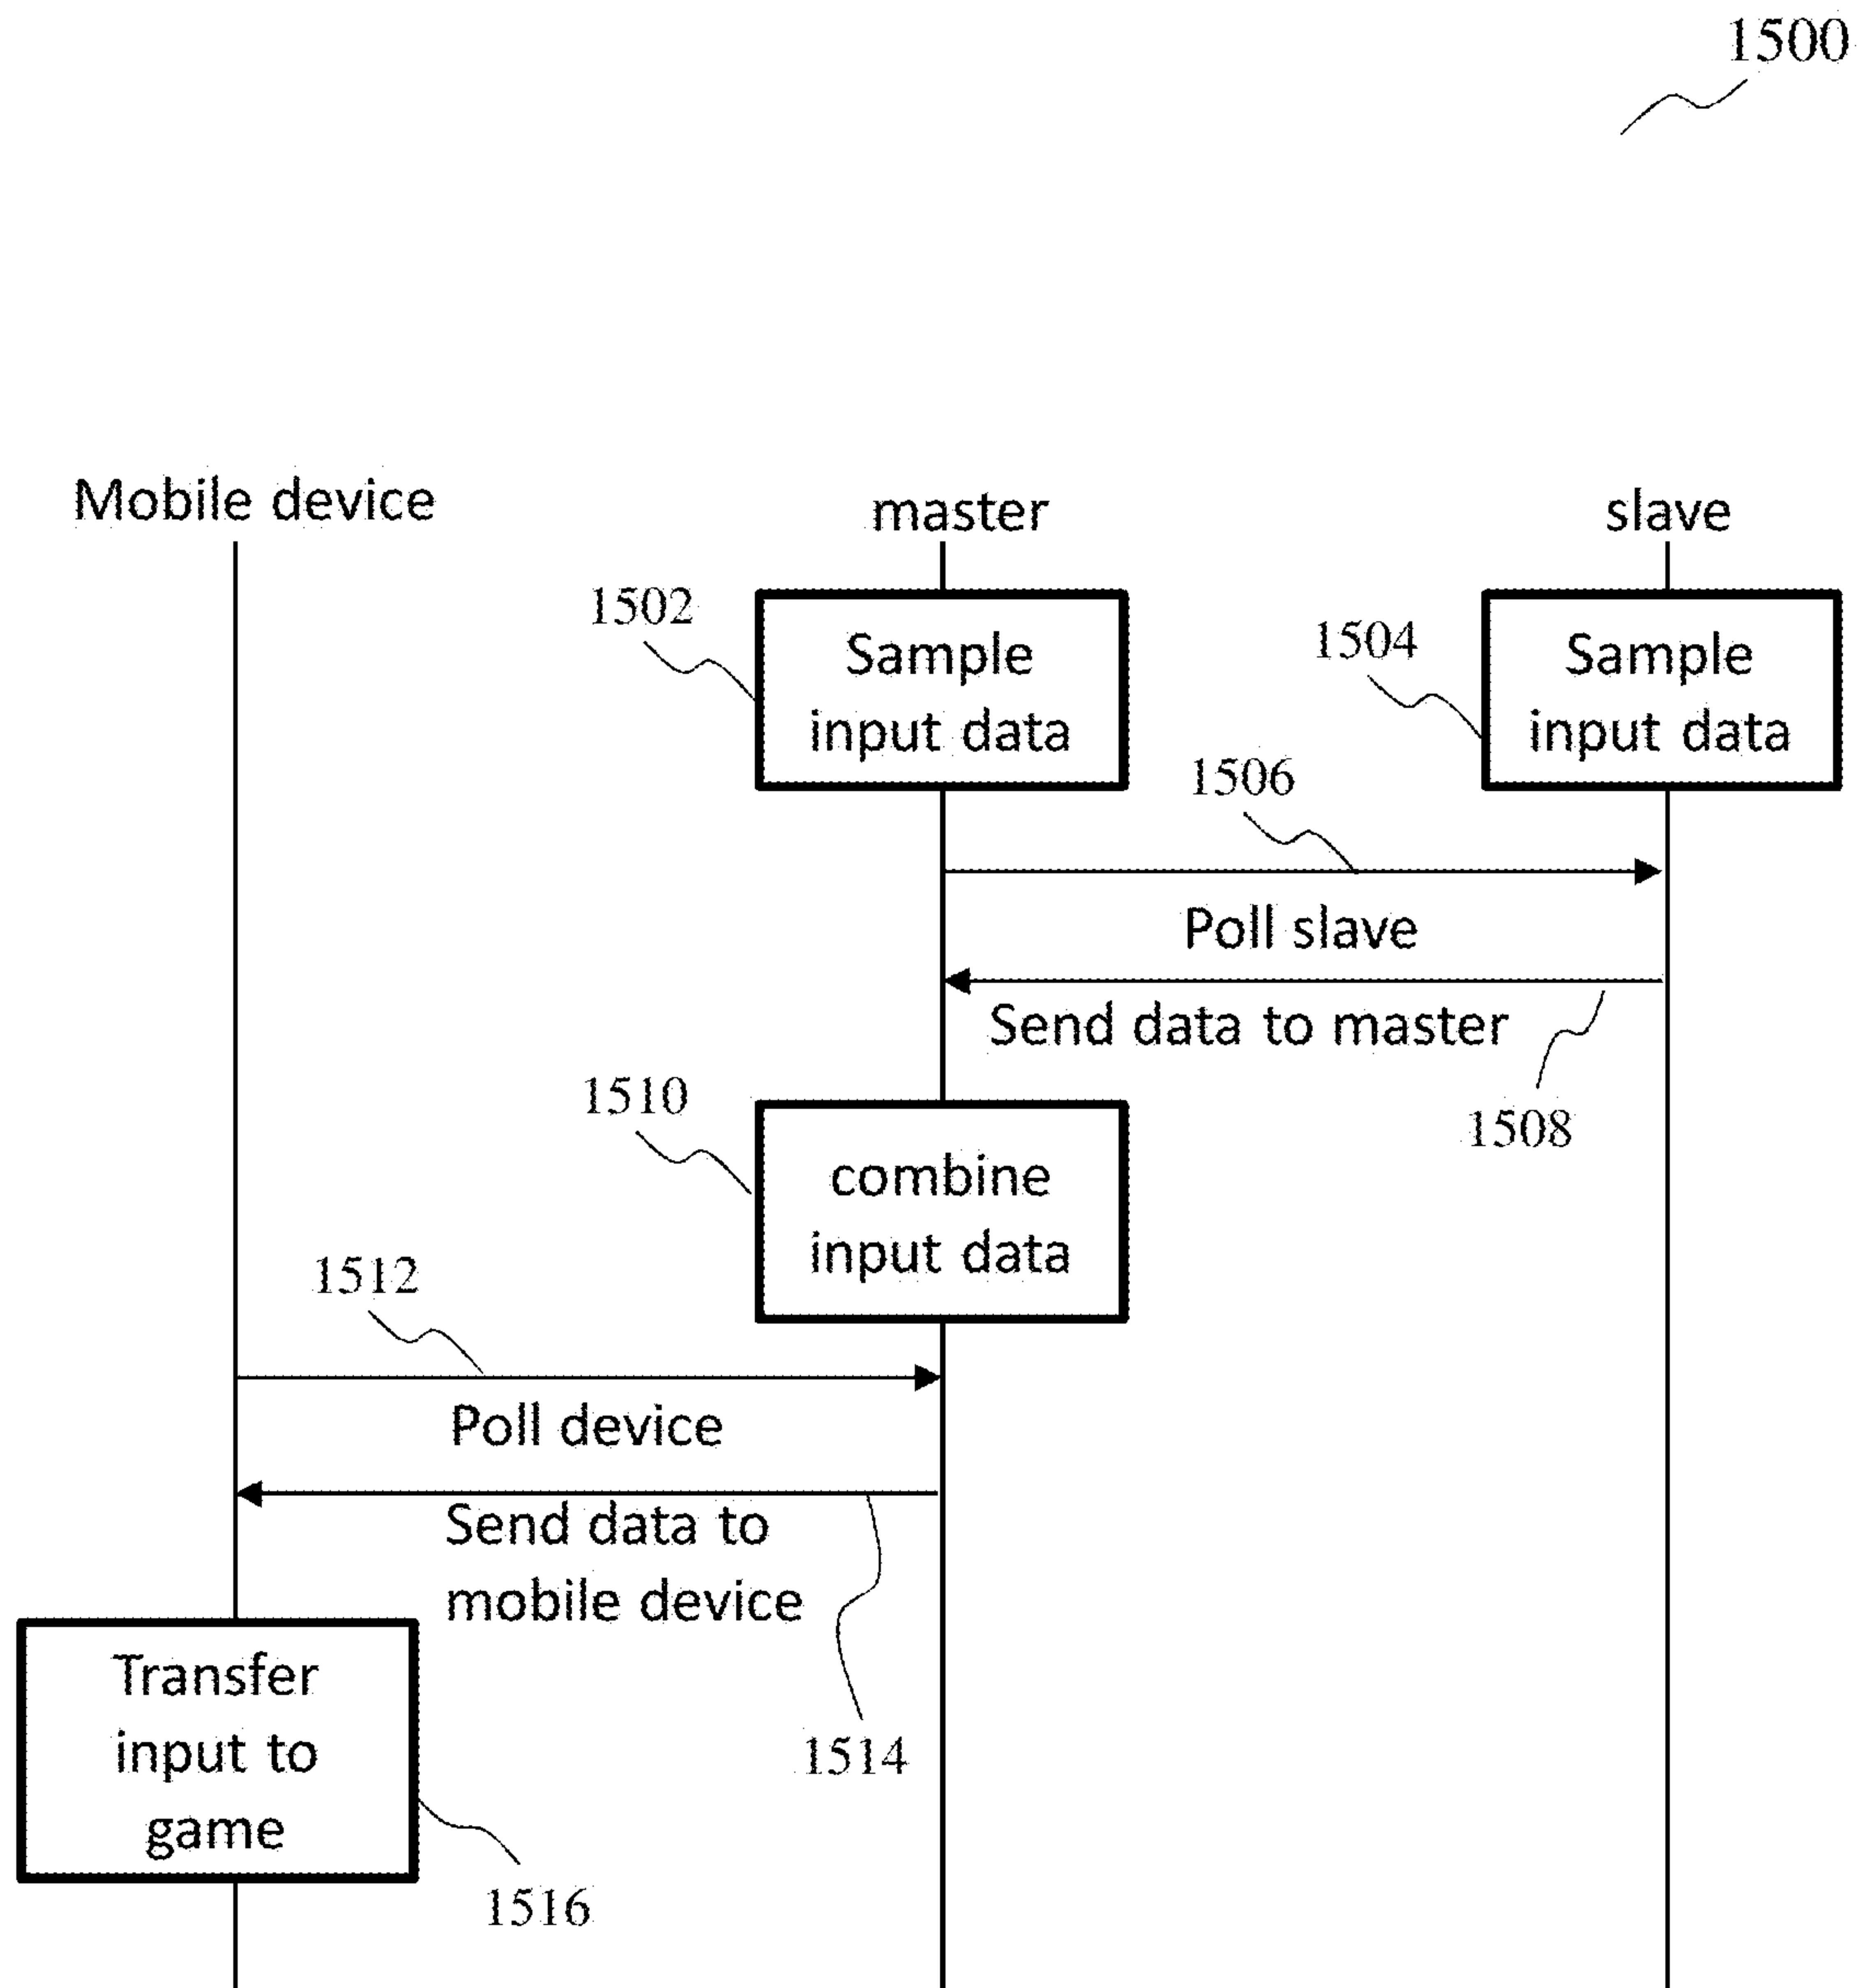 1500
Mobile device
master
slave
1502
Sample
input data
1504
Sample
input data
1506
Poll slave
Send data to master
1508
1510
combine
input data
1512
Poll device
Send data to
mobile device
1514
Transfer
input to
game
1516